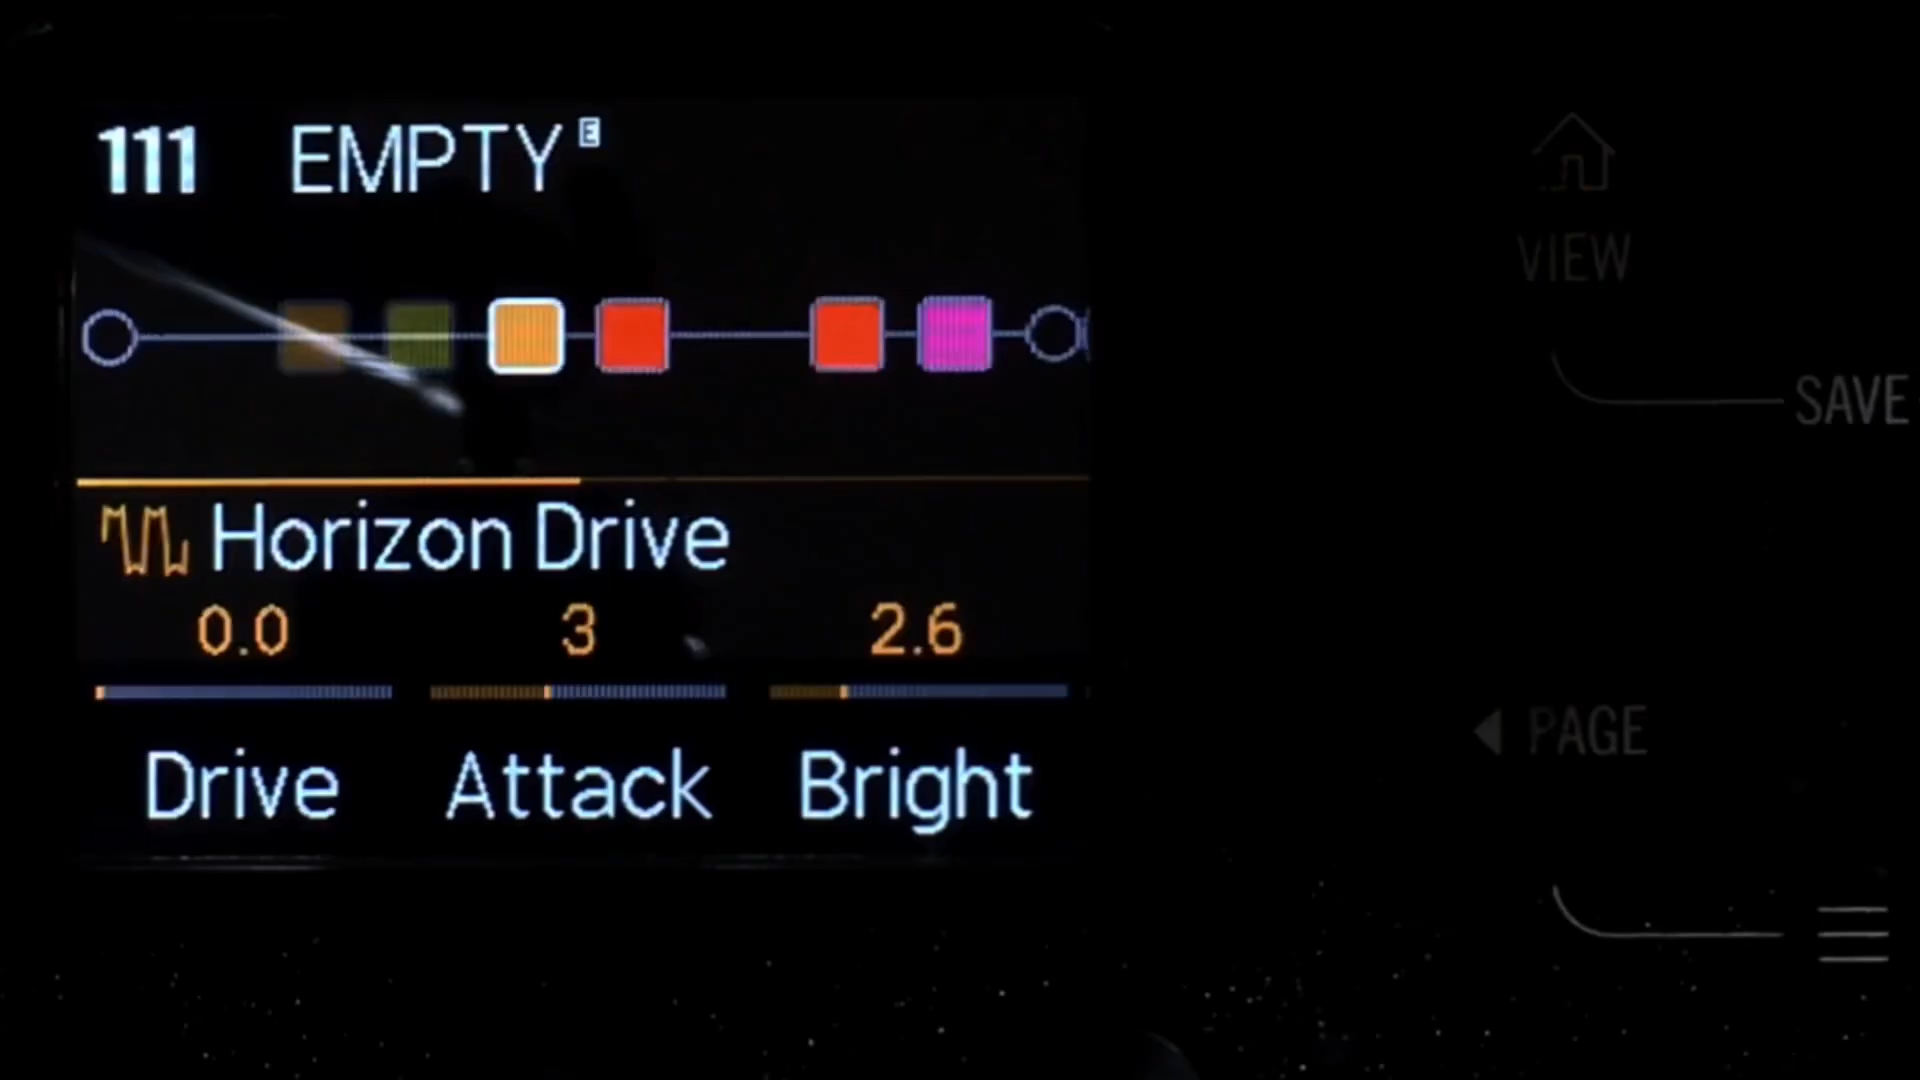 111 EMPTY E
VIEW
SAVE
Horizon Drive
0.0 3 2.6
PAGE
Drive Attack Bright